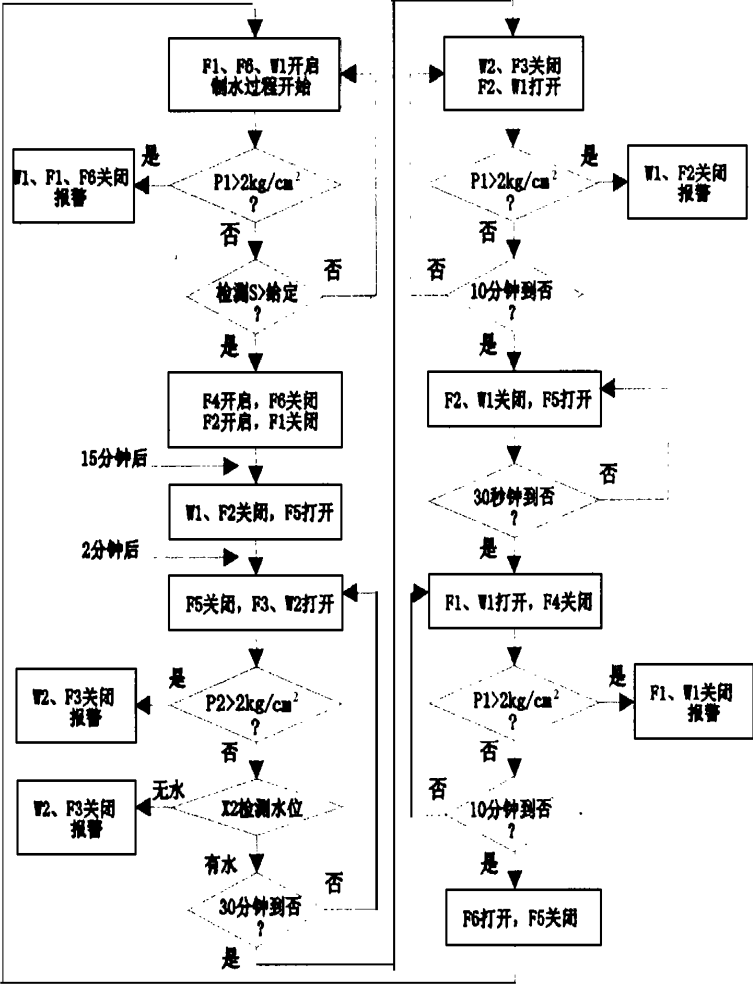 F1、F6、W1开启
制水过程开始
是
W1、F1、F6关闭
报警
P1>2kg/cm²
?
否
否
检测S>给定
?
是
F4开启，F6关闭
F2开启，F1关闭
15分钟后
W1、F2关闭，F5打开
2分钟后
F5关闭，F3、W2打开
是
W2、F3关闭
报警
P2>2kg/cm²
?
否
无水
W2、F3关闭
报警
X2检测水位
有水
否
30分钟到否
?
是
W2、F3关闭
F2、W1打开
是
P1>2kg/cm²
?
W1、F2关闭
报警
否
否
10分钟到否
?
是
F2、W1关闭，F5打开
否
30秒钟到否
?
是
F1、W1打开，F4关闭
是
P1>2kg/cm²
?
F1、W1关闭
报警
否
否
10分钟到否
?
是
F6打开，F5关闭